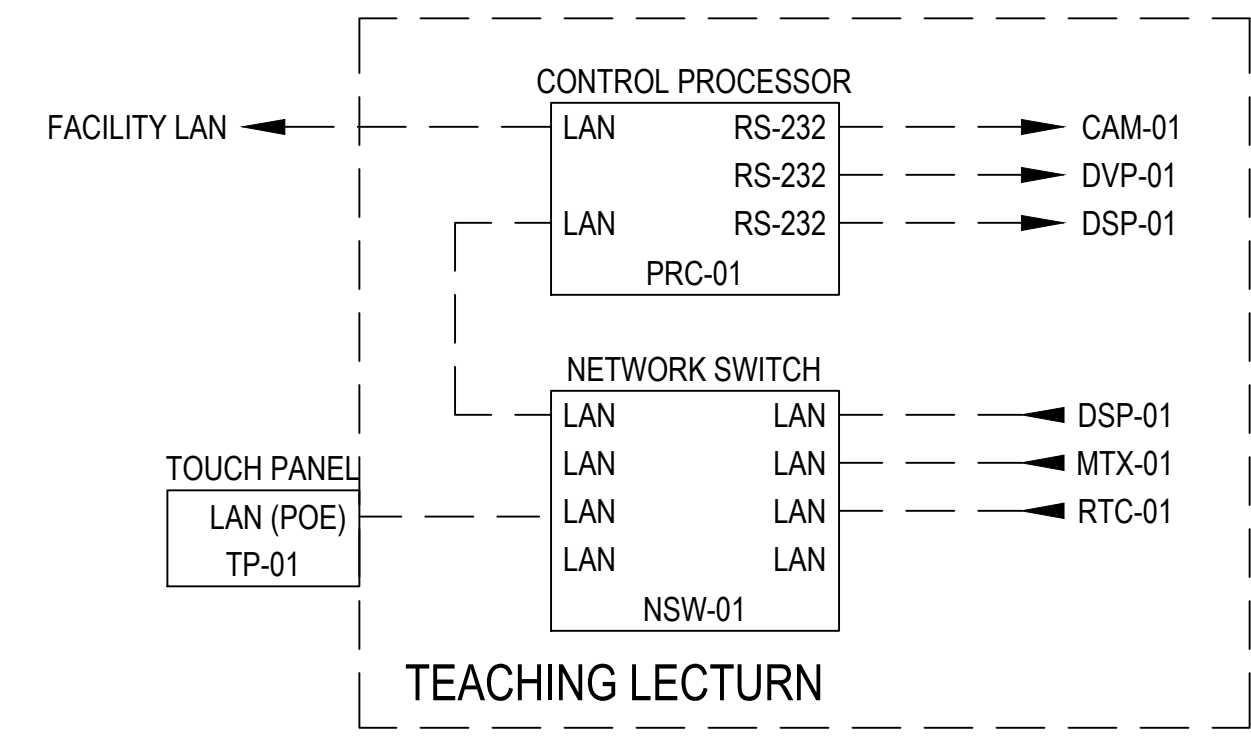 CONTROL PROCESSOR
FACILITY LAN
LAN RS-232 CAM-01
RS-232 DVP-01
LAN RS-232 DSP-01
PRC-01
NETWORK SWITCH
LAN LAN DSP-01
TOUCH PANEL
LAN LAN MTX-01
LAN (POE)
LAN LAN RTC-01
TP-01
LAN LAN
NSW-01
TEACHING LECTURN